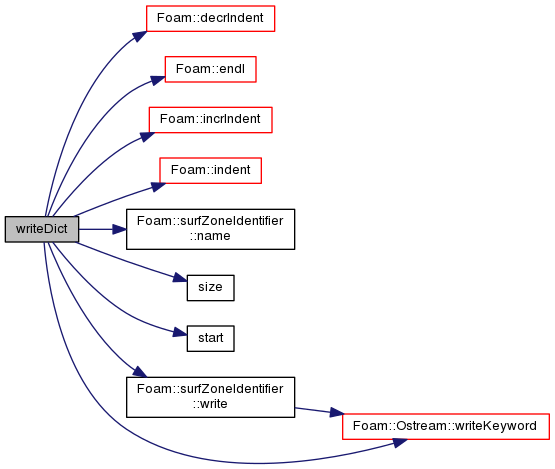 Foam::decrIndent
Foam::endl
Foam::incrIndent
Foam::indent
writeDict
Foam::surfZoneIdentifier
::name
size
start
Foam::surfZoneIdentifier
::write
Foam::Ostream::writeKeyword